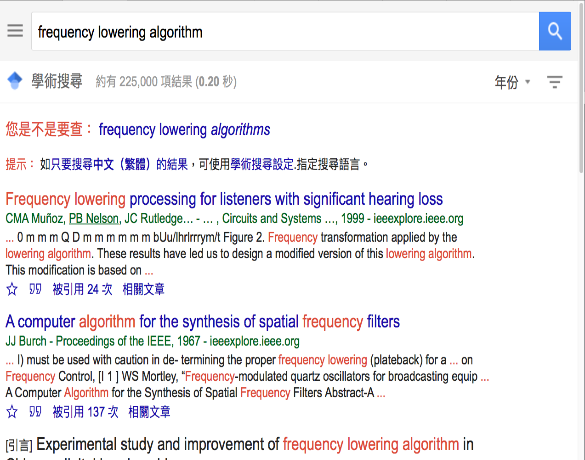 frequency lowering algorithm
學術搜尋 約有 225,000 項結果 (0.20 秒) 年份
您是不是要查： frequency lowering algorithms
提示： 如只要搜尋中文（繁體）的結果，可使用學術搜尋設定.指定搜尋語言。
Frequency lowering processing for listeners with significant hearing loss
CMA Muñoz, PB Nelson, JC Rutledge… - … , Circuits and Systems …, 1999 - ieeexplore.ieee.org
... 0 m m m Q D m m m m m m bUu/lhrlrrrym/t Figure 2. Frequency transformation applied by the
lowering algorithm. These results have led us to design a modified version of this lowering algorithm.
This modification is based on ...
被引用 24 次 相關文章
A computer algorithm for the synthesis of spatial frequency filters
JJ Burch - Proceedings of the IEEE, 1967 - ieeexplore.ieee.org
... I) must be used with caution in de- termining the proper frequency lowering (plateback) for a ... on
Frequency Control, [I 1 ] WS Mortley, “Frequency-modulated quartz oscillators for broadcasting equip ...
A Computer Algorithm for the Synthesis of Spatial Frequency Filters Abstract-A ...
被引用 137 次 相關文章
[引言] Experimental study and improvement of frequency lowering algorithm in